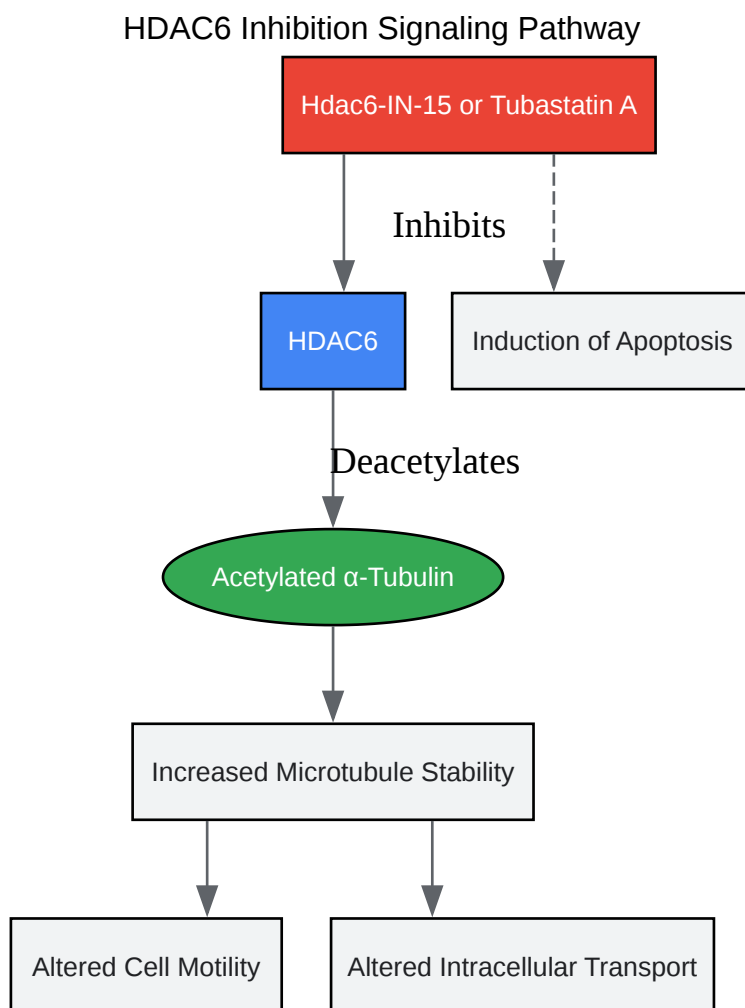 HDAC6 Inhibition Signaling Pathway
Hdac6-IN-15 or Tubastatin A
Inhibits
HDAC6
Induction of Apoptosis
Deacetylates
Acetylated α-Tubulin
Increased Microtubule Stability
Altered Cell Motility
Altered Intracellular Transport